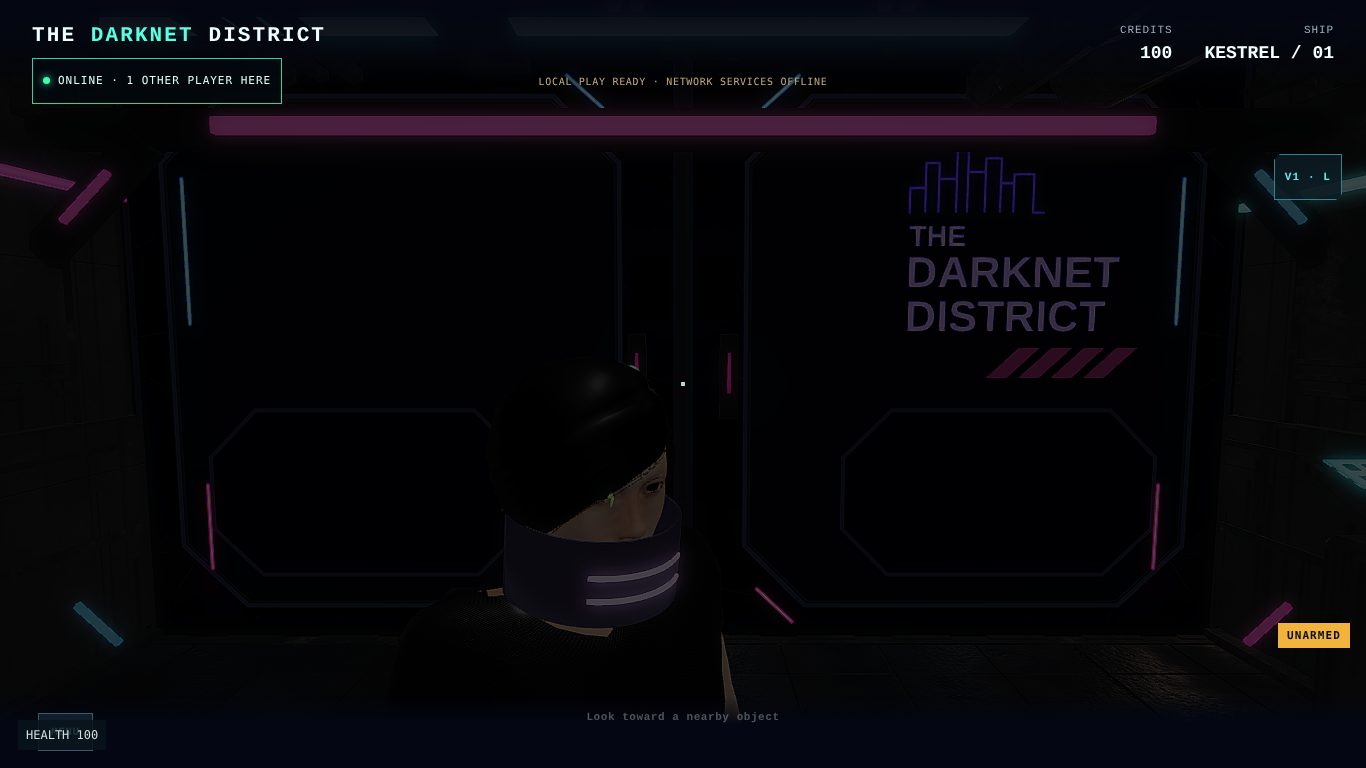 THE DARKNET DISTRICT
CREDITS
SHIP
100
KESTREL / 01
ONLINE · 1 OTHER PLAYER HERE
LOCAL PLAY READY · NETWORK SERVICES OFFLINE
V1 · L
THE
DARKNET
DISTRICT
UNARMED
Look toward a nearby object
HEALTH 100